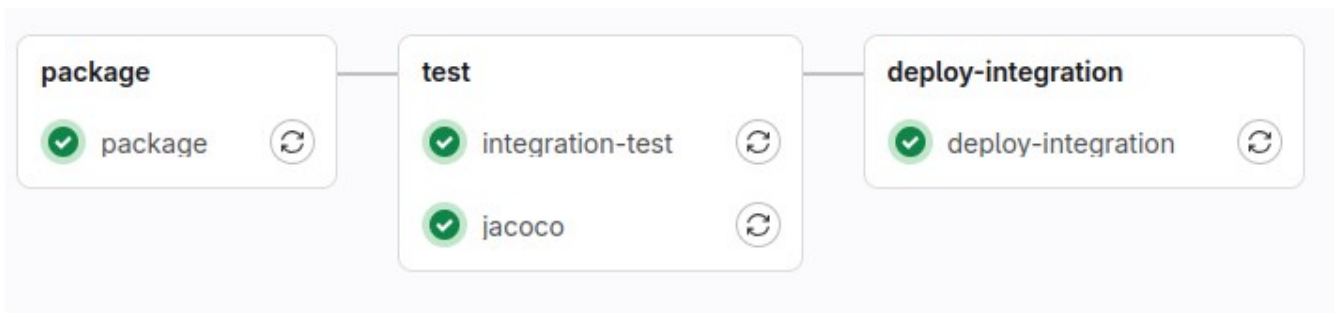 package
package
test
integration-test
jacoco
deploy-integration
deploy-integration